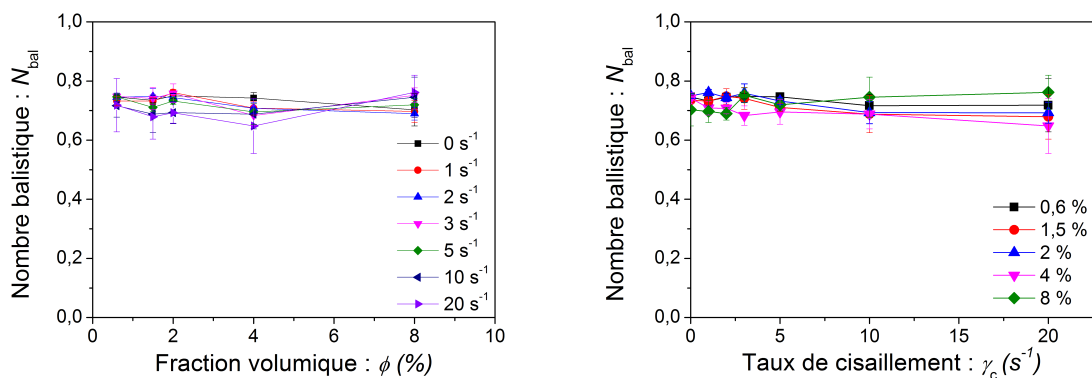 Nombre balistique : N_bal
1,0
0,8
0,6
0,4
0,2
0,0
0 s⁻¹
1 s⁻¹
2 s⁻¹
3 s⁻¹
5 s⁻¹
10 s⁻¹
20 s⁻¹
0 2 4 6 8 10
Fraction volumique : ϕ (%)
Nombre ballistique : N_bal
1,0
0,8
0,6
0,4
0,2
0,0
0,6 %
1,5 %
2 %
4 %
8 %
0 5 10 15 20
Taux de cisaillement : γ_c (s⁻¹)